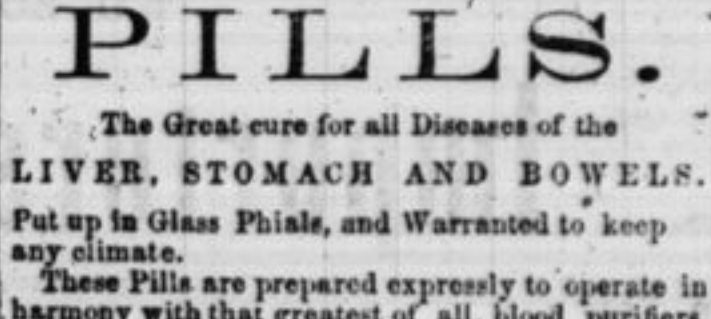 PILLS.
The Great cure for all Diseases of the
LIVER, STOMACH AND BOWELS.
Put up in Glass Phials, and Warranted to keep
any climate.
These Pills are prepared expressly to operate in
harmony with that greatest of all blood purifiers